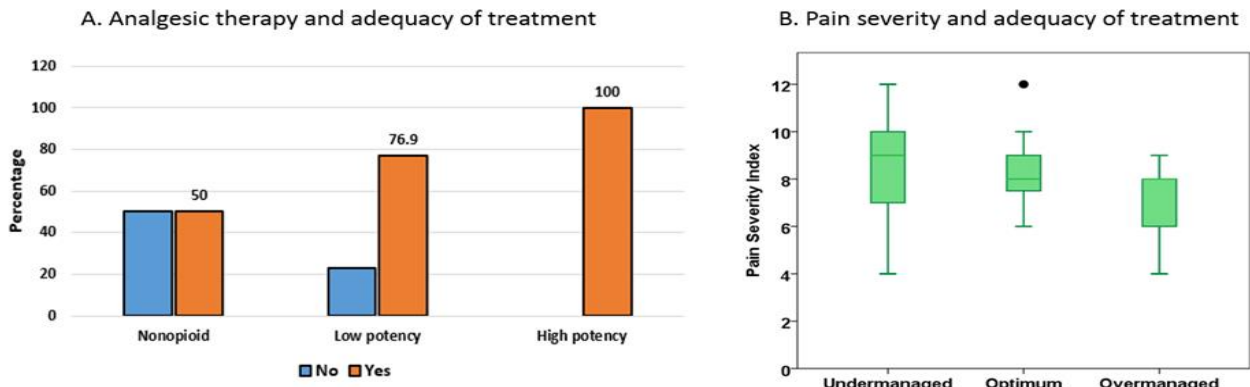 A. Analgesic therapy and adequacy of treatment
120
100
80
60
40
20
0
Percentage
50
76.9
100
Nonopioid Low potency High potency
No Yes
B. Pain severity and adequacy of treatment
12
10
8
6
4
2
0
Pain Severity Index
Undermanaged Optimum Overmanaged